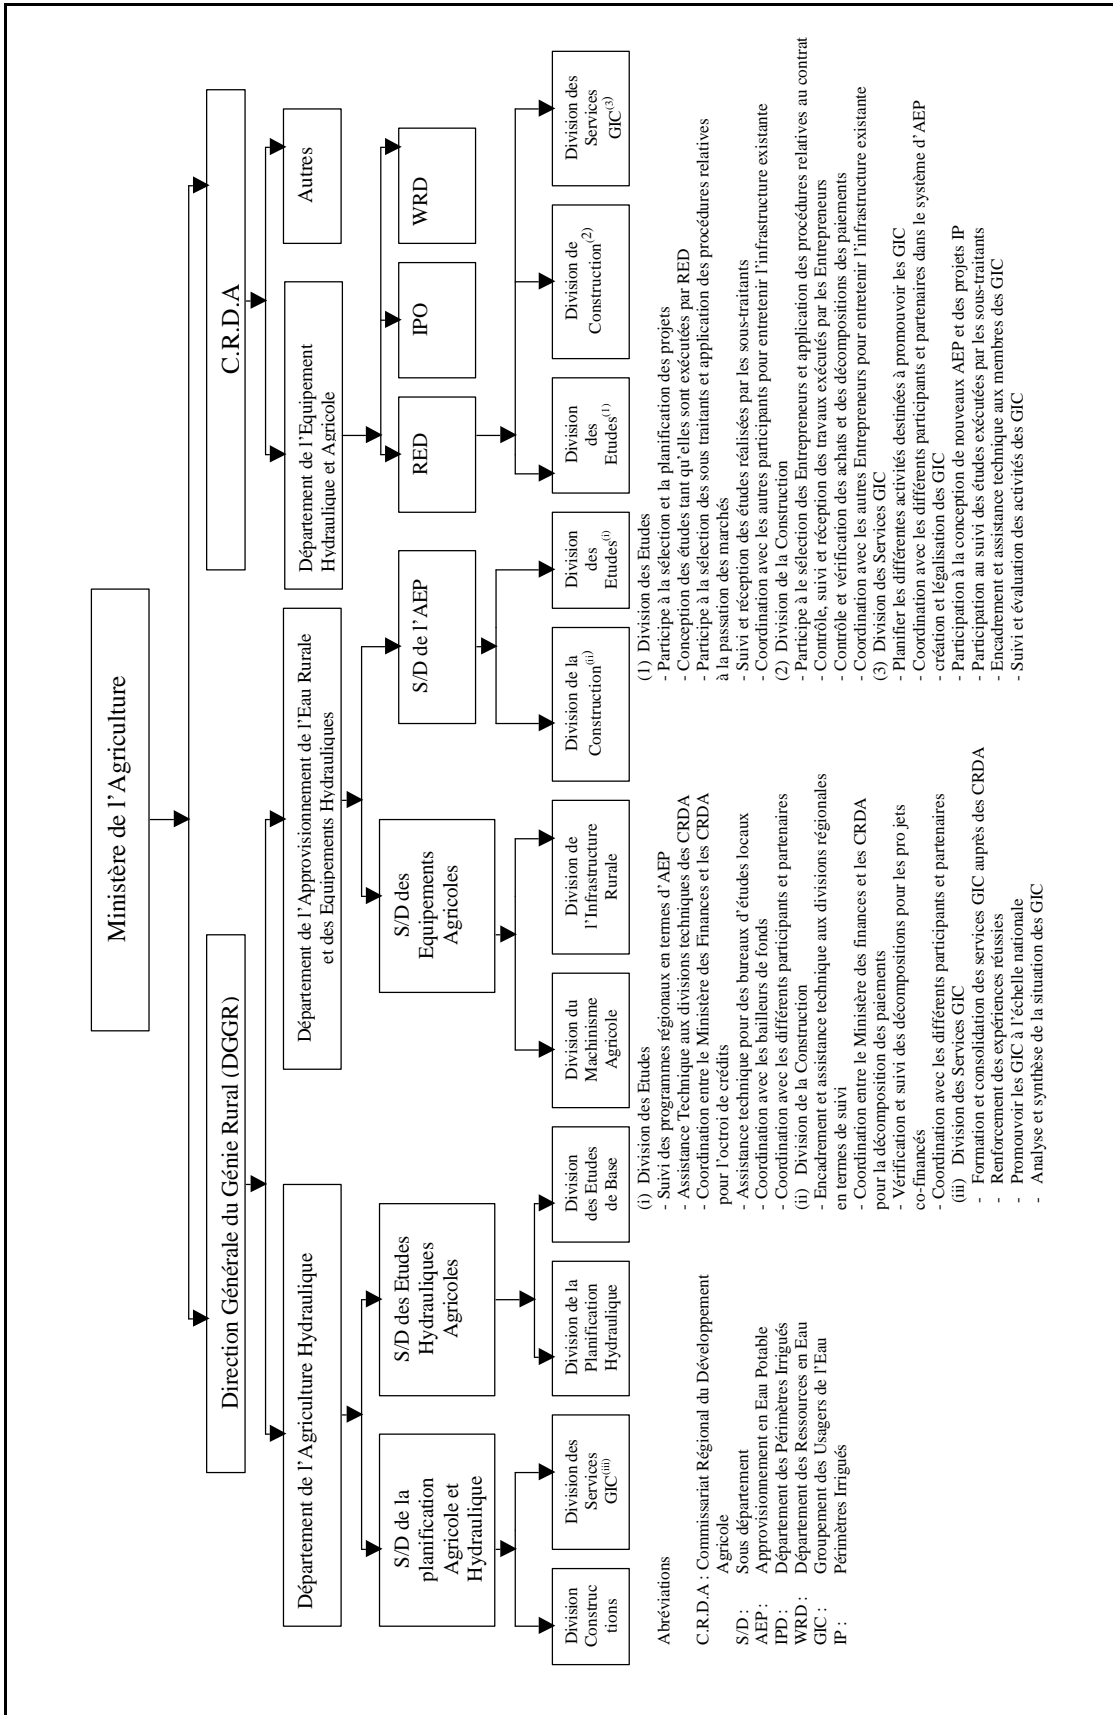 Ministère de l'Agriculture
Direction Générale du Génie Rural (DGGR)
C.R.D.A
Département de l'Agriculture Hydraulique
Département de l'Approvisionnement de l'Eau Rurale
et des Equipements Hydrauliques
Département de l'Equipement
Hydraulique et Agricole
Autres
S/D de la
planification
Agricole et
Hydraulique
S/D des Etudes
Hydrauliques
Agricoles
S/D des
Equipements
Agricoles
S/D de l'AEP
RED
IPO
WRD
Division
Construc
tions
Division des
Services
GIC(iii)
Division de la
Planification
Hydraulique
Division
des Etudes
de Base
Division du
Machinisme
Agricole
Division de
l'Infrastructure
Rurale
Division de la
Construction(ii)
Division
des
Etudes(i)
Division
des
Etudes(1)
Division de
Construction(2)
Division des
Services
GIC(3)
Abréviations
C.R.D.A : Commissariat Régional du Développement
Agricole
S/D : Sous département
AEP : Approvisionnement en Eau Potable
IPD : Département des Périmètres Irrigués
WRD : Département des Ressources en Eau
GIC : Groupement des Usagers de l'Eau
IP : Périmètres Irrigués
(i) Division des Etudes
- Suivi des programmes régionaux en termes d'AEP
- Assistance Technique aux divisions techniques des CRDA
- Coordination entre le Ministère des Finances et les CRDA
pour l'octroi de crédits
- Assistance technique pour des bureaux d'études locaux
- Coordination avec les bailleurs de fonds
- Coordination avec les différents participants et partenaires
(ii) Division de la Construction
- Encadrement et assistance technique aux divisions régionales
en termes de suivi
- Coordination entre le Ministère des finances et les CRDA
pour la décomposition des paiements
- Vérification et suivi des décompositions pour les projets
co-financés
- Coordination avec les différents participants et partenaires
(iii) Division des Services GIC
- Formation et consolidation des services GIC auprès des CRDA
- Renforcement des expériences réussies
- Promouvoir les GIC à l'échelle nationale
- Analyse et synthèse de la situation des GIC
(1) Division des Etudes
- Participe à la sélection et la planification des projets
- Conception des études tant qu'elles sont exécutées par RED
- Participe à la sélection des sous traitants et application des procédures relatives
à la passation des marchés
- Suivi et réception des études réalisées par les sous-traitants
- Coordination avec les autres participants pour entretenir l'infrastructure existante
(2) Division de la Construction
- Participe à le sélection des Entrepreneurs et application des procédures relatives au contrat
- Contrôle, suivi et réception des travaux exécutés par les Entrepreneurs
- Contrôle et vérification des achats et des décompositions des paiements
- Coordination avec les autres Entrepreneurs pour entretenir l'infrastructure existante
(3) Division des Services GIC
- Planifier les différentes activités destinées à promouvoir les GIC
- Coordination avec les différents participants et partenaires dans le système d'AEP
- création et légalisation des GIC
- Participation à la conception de nouveaux AEP et des projets IP
- Participation au suivi des études exécutées par les sous-traitants
- Encadrement et assistance technique aux membres des GIC
- Suivi et évaluation des activités des GIC